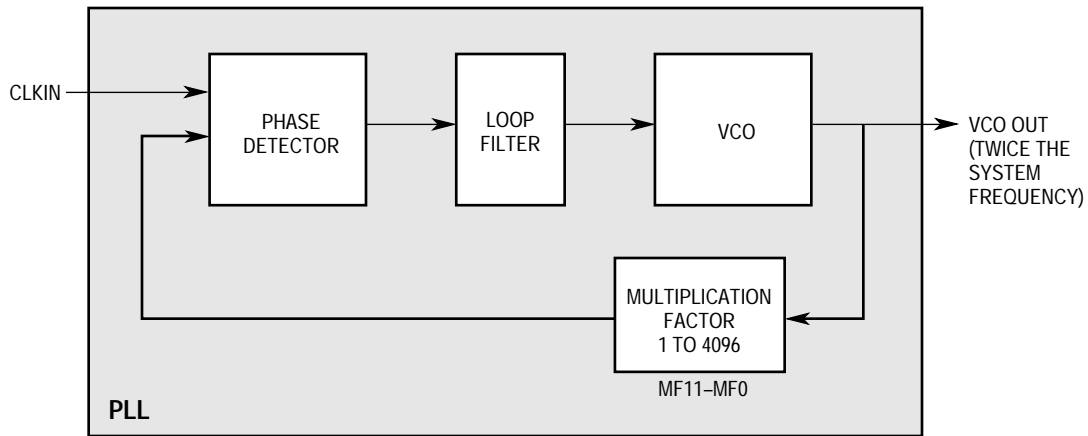 CLKIN
PHASE
DETECTOR
LOOP
FILTER
VCO
VCO OUT
(TWICE THE
SYSTEM
FREQUENCY)
MULTIPLICATION
FACTOR
1 TO 4096
MF11–MF0
PLL